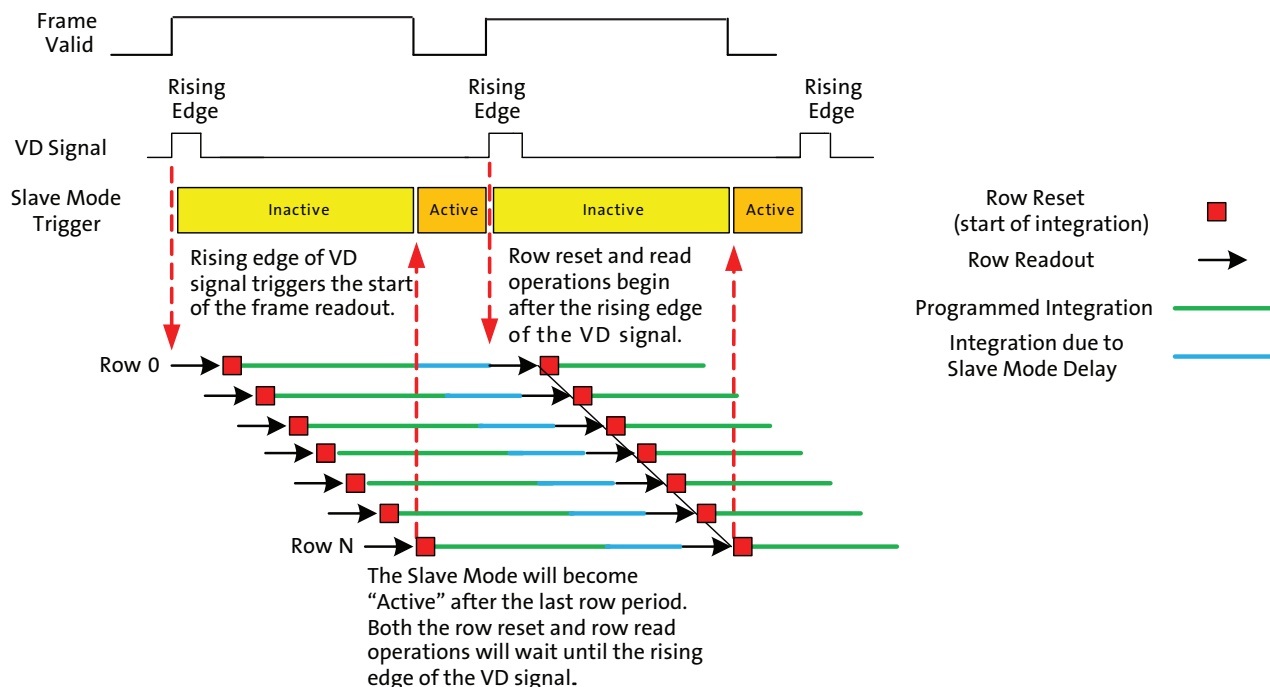 Frame
Valid
Rising
Edge
Rising
Edge
Rising
Edge
VD Signal
Slave Mode
Trigger
Inactive
Active
Inactive
Active
Rising edge of VD
signal triggers the start
of the frame readout.
Row reset and read
operations begin
after the rising edge
of the VD signal.
Row Reset
(start of integration)
Row Readout
Programmed Integration
Integration due to
Slave Mode Delay
Row 0
Row N
The Slave Mode will become
“Active” after the last row period.
Both the row reset and row read
operations will wait until the rising
edge of the VD signal.